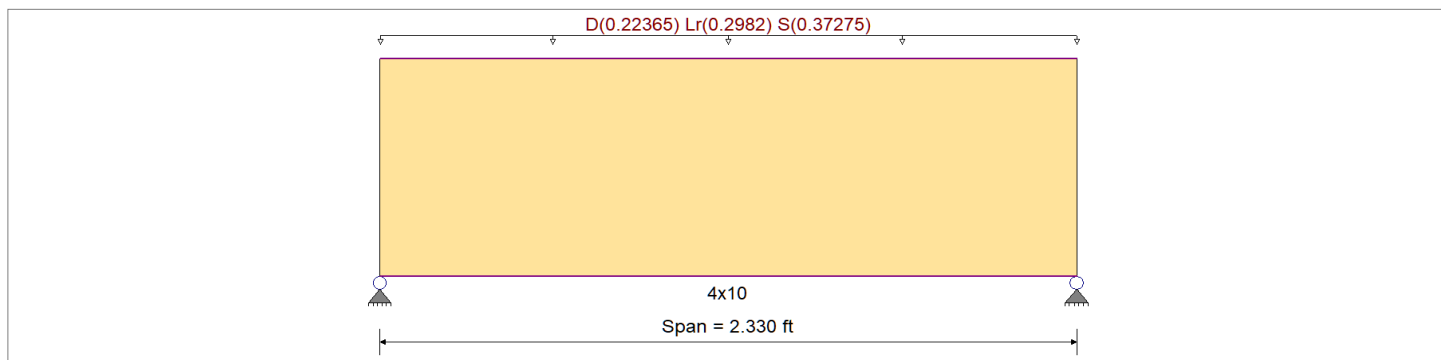 D(0.22365) Lr(0.2982) S(0.37275)
4x10
Span = 2.330 ft